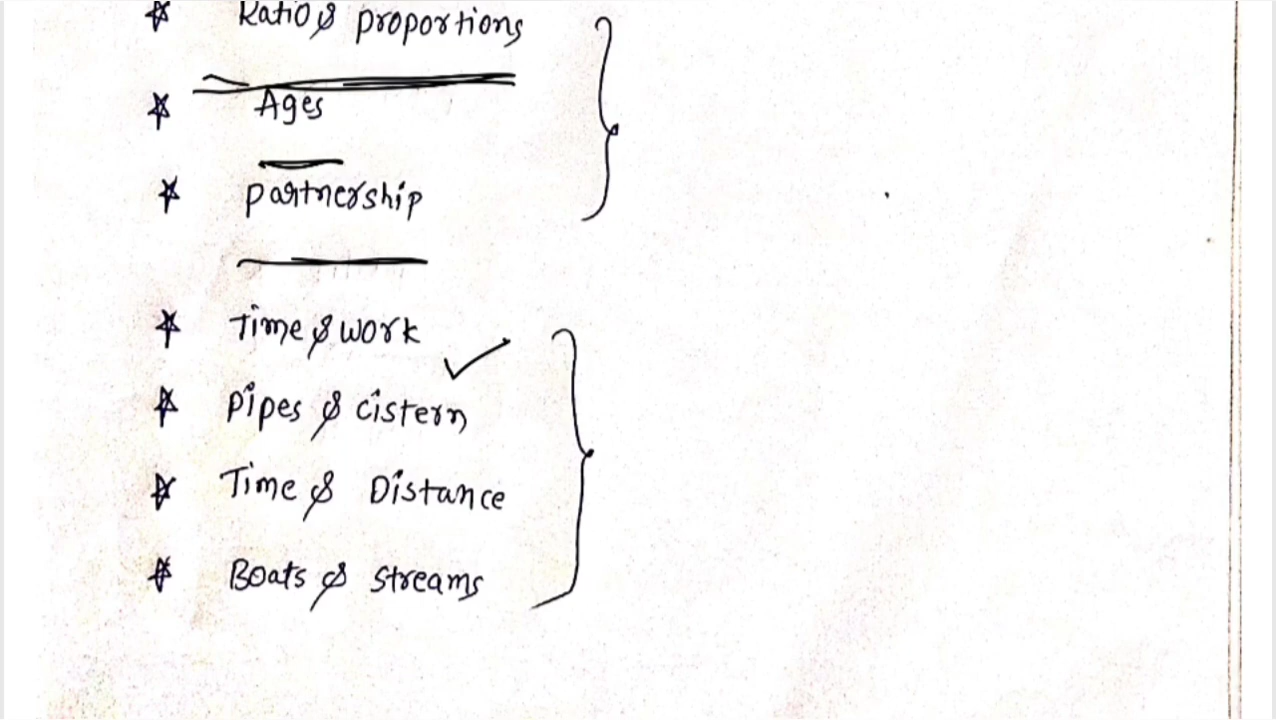 ☆ Ratio & proportions
☆ Ages
☆ partnership
☆ Time & work ✓
☆ pipes & cistern
☆ Time & Distance
☆ Boats & streams